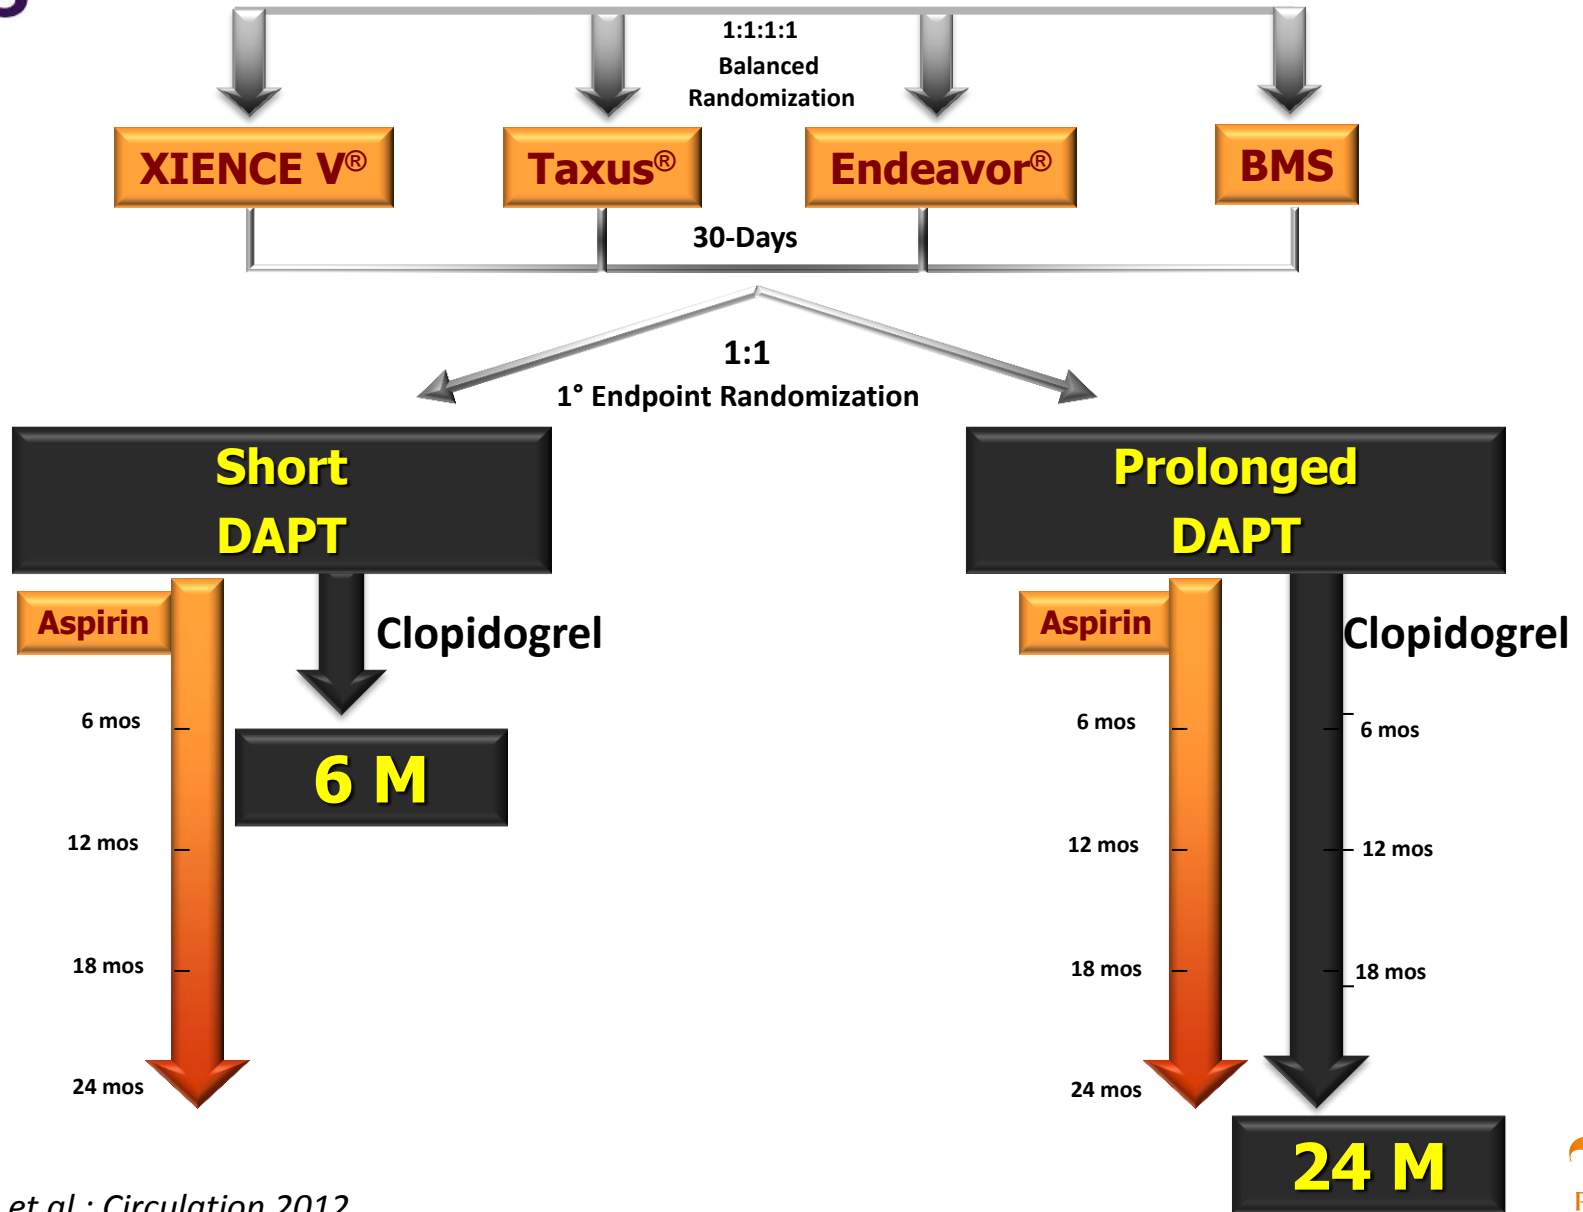 1:1:1:1
Balanced
Randomization
XIENCE V®
Taxus®
Endeavor®
BMS
30-Days
1:1
1° Endpoint Randomization
Short
DAPT
Prolonged
DAPT
Aspirin
Clopidogrel
Aspirin
Clopidogrel
6 mos
6 M
12 mos
18 mos
24 mos
6 mos
6 mos
12 mos
12 mos
18 mos
18 mos
24 mos
24 M
et al.: Circulation 2012